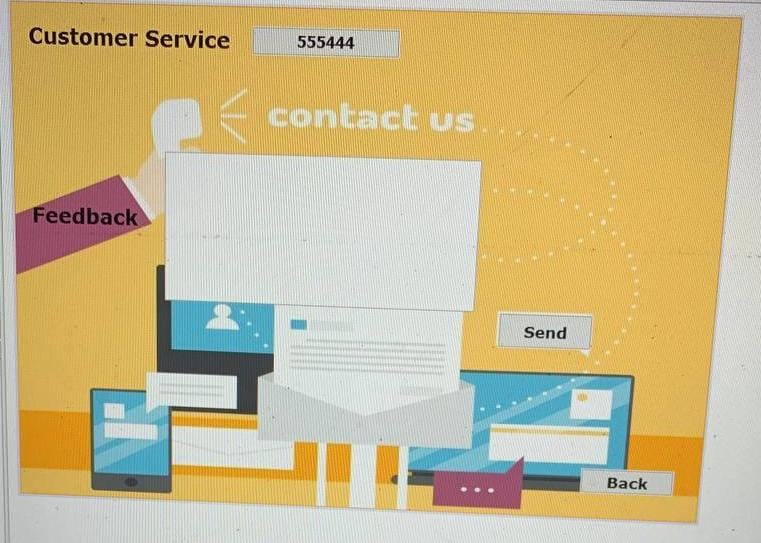 Customer Service 555444
contact us
Feedback
Send
Back